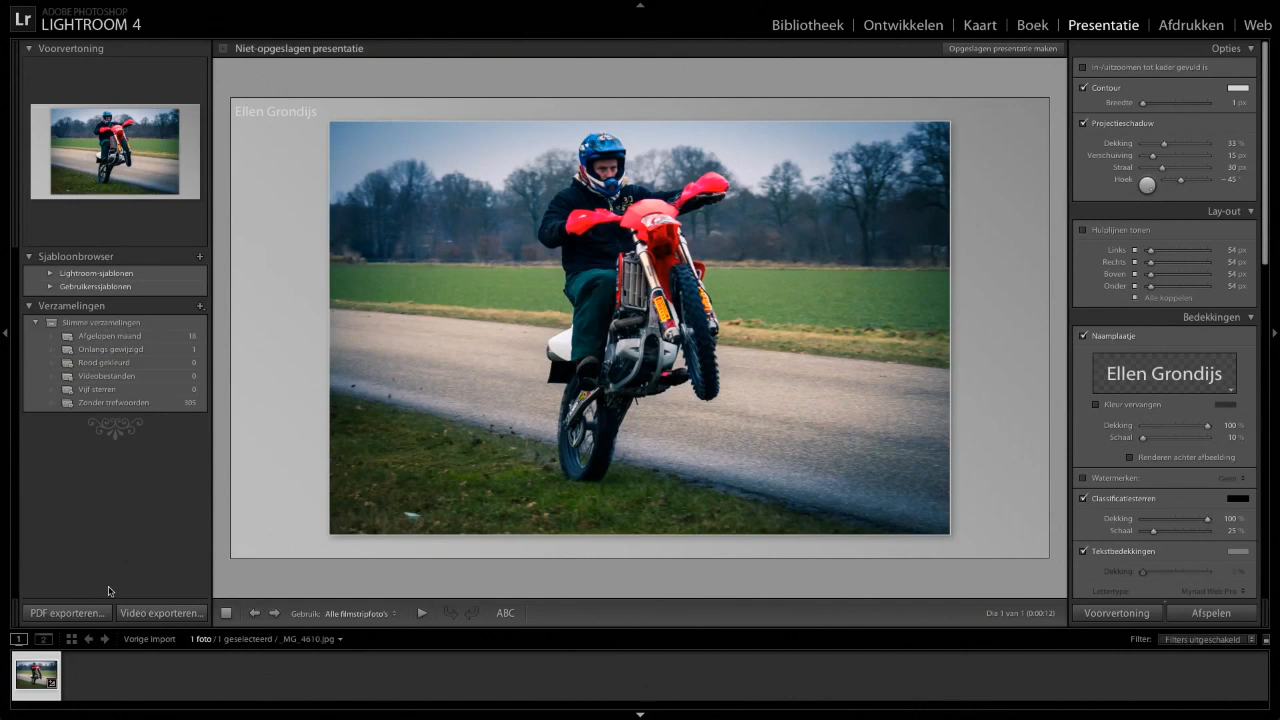 Lr
ADOBE PHOTOSHOP
LIGHTROOM 4
Bibliotheek | Ontwikkelen | Kaart | Boek | Presentatie | Afdrukken | Web
Voorvertoning
Niet-opgeslagen presentatie
Opgeslagen presentatie maken
Opties
In-/uitzoomen tot kader gevuld is
Contour
Breedte 1 px
Projectieschaduw
Dekking 33 %
Verschuiving 15 px
Straal 30 px
Hoek - 45 °
Ellen Grondijs
Lay-out
Hulplijnen tonen
Links 54 px
Rechts 54 px
Boven 54 px
Onder 54 px
Alle koppelen
Sjabloonbrowser +
Lightroom-sjablonen
Gebruikerssjablonen
Verzamelingen +
Slimme verzamelingen
Afgelopen maand 18
Onlangs gewijzigd 1
Rood gekleurd 0
Videobestanden 0
Vijf sterren 0
Zonder trefwoorden 305
Bedekkingen
Naamplaatje
Ellen Grondijs
Kleur vervangen
Dekking 100 %
Schaal 10 %
Renderen achter afbeelding
Watermerken: Geen
Classificatiesterren
Dekking 100 %
Schaal 25 %
Tekstbedekkingen
Dekking: %
Lettertype: Myriad Web Pro
PDF exporteren... Video exporteren...
Gebruik: Alle filmstripfoto's
ABC
Dia 1 van 1 (0:00:12)
Voorvertoning Afspelen
1 2 Vorige import 1 foto / 1 geselecteerd / _MG_4610.jpg
Filter: Filters uitgeschakeld